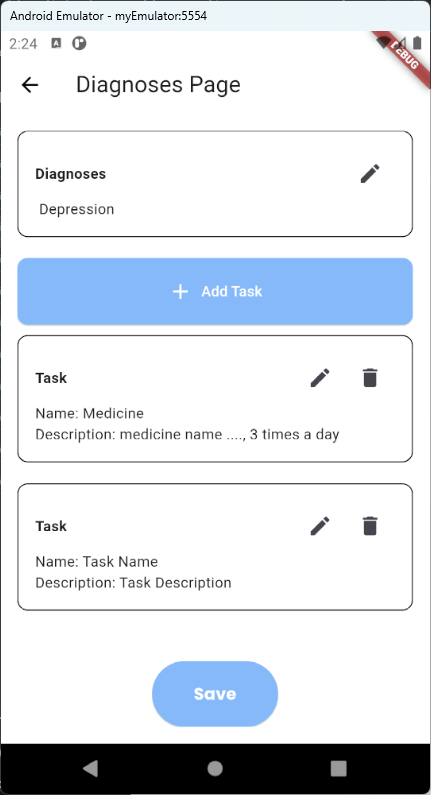 Android Emulator - myEmulator:5554
2:24
DEBUG
Diagnoses Page
Diagnoses
Depression
Add Task
Task
Name: Medicine
Description: medicine name ...., 3 times a day
Task
Name: Task Name
Description: Task Description
Save